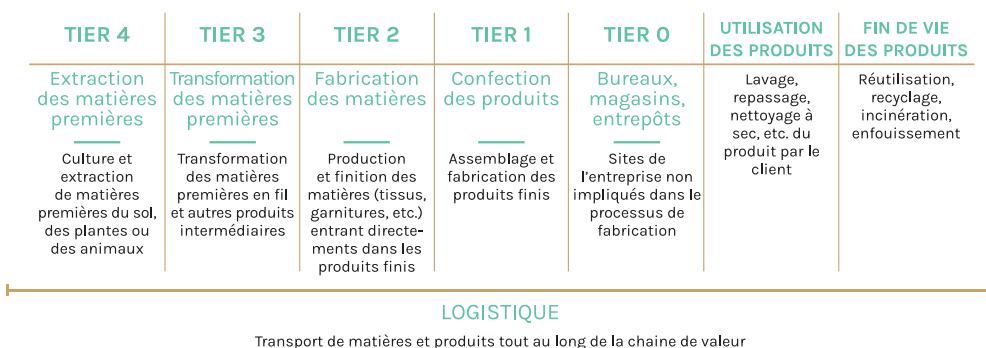 TIER 4
Extraction
des matières
premières
Culture et
extraction
de matières
premières du sol,
des plantes ou
des animaux
TIER 3
Transformation
des matières
premières
Transformation
des matières
premières en fil
et autres produits
intermédiaires
TIER 2
Fabrication
des matières
Production
et finition des
matières (tissus,
garnitures, etc.)
entrant directe-
ments dans les
produits finis
TIER 1
Confection
des produits
Assemblage et
fabrication des
produits finis
TIER 0
Bureaux,
magasins,
entrepôts
Sites de
l'entreprise non
impliqués dans le
processus de
fabrication
UTILISATION
DES PRODUITS
Lavage,
repassage,
nettoyage à
sec, etc. du
produit par le
client
FIN DE VIE
DES PRODUITS
Réutilisation,
recyclage,
incinération,
enfouissement
LOGISTIQUE
Transport de matières et produits tout au long de la chaine de valeur